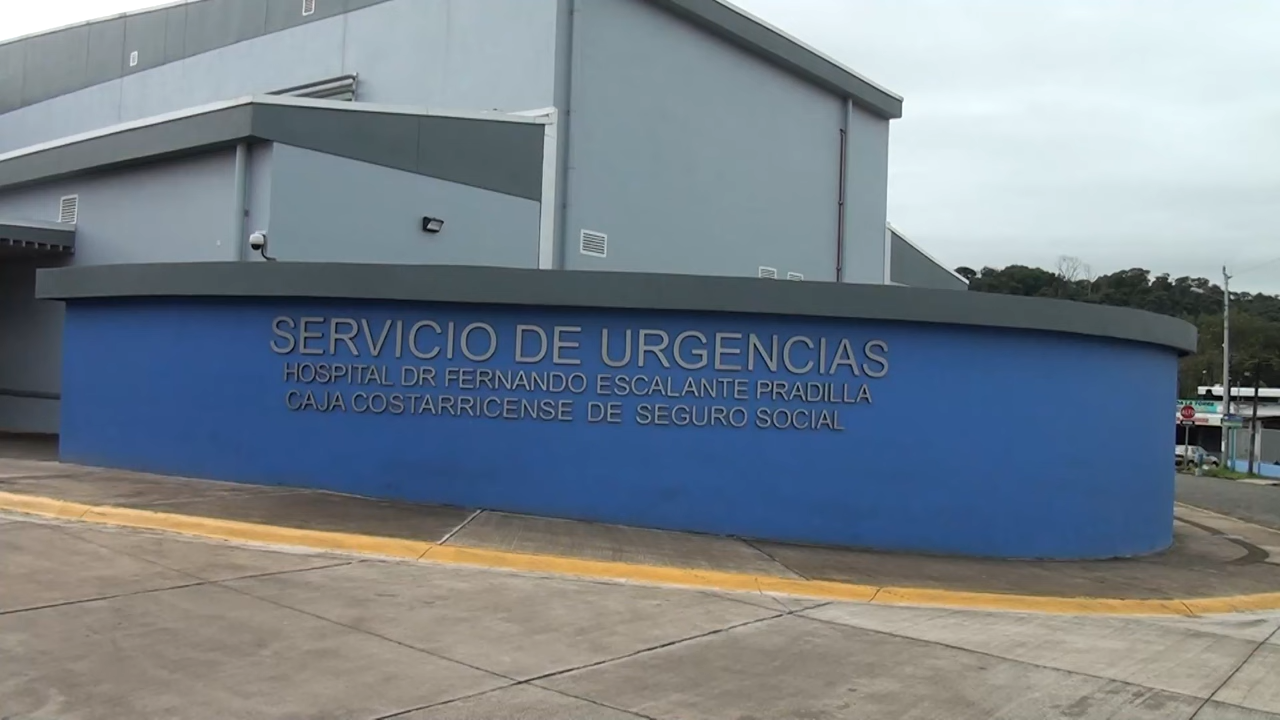 SERVICIO DE URGENCIAS
HOSPITAL DR FERNANDO ESCALANTE PRADILLA
CAJA COSTARRICENSE DE SEGURO SOCIAL